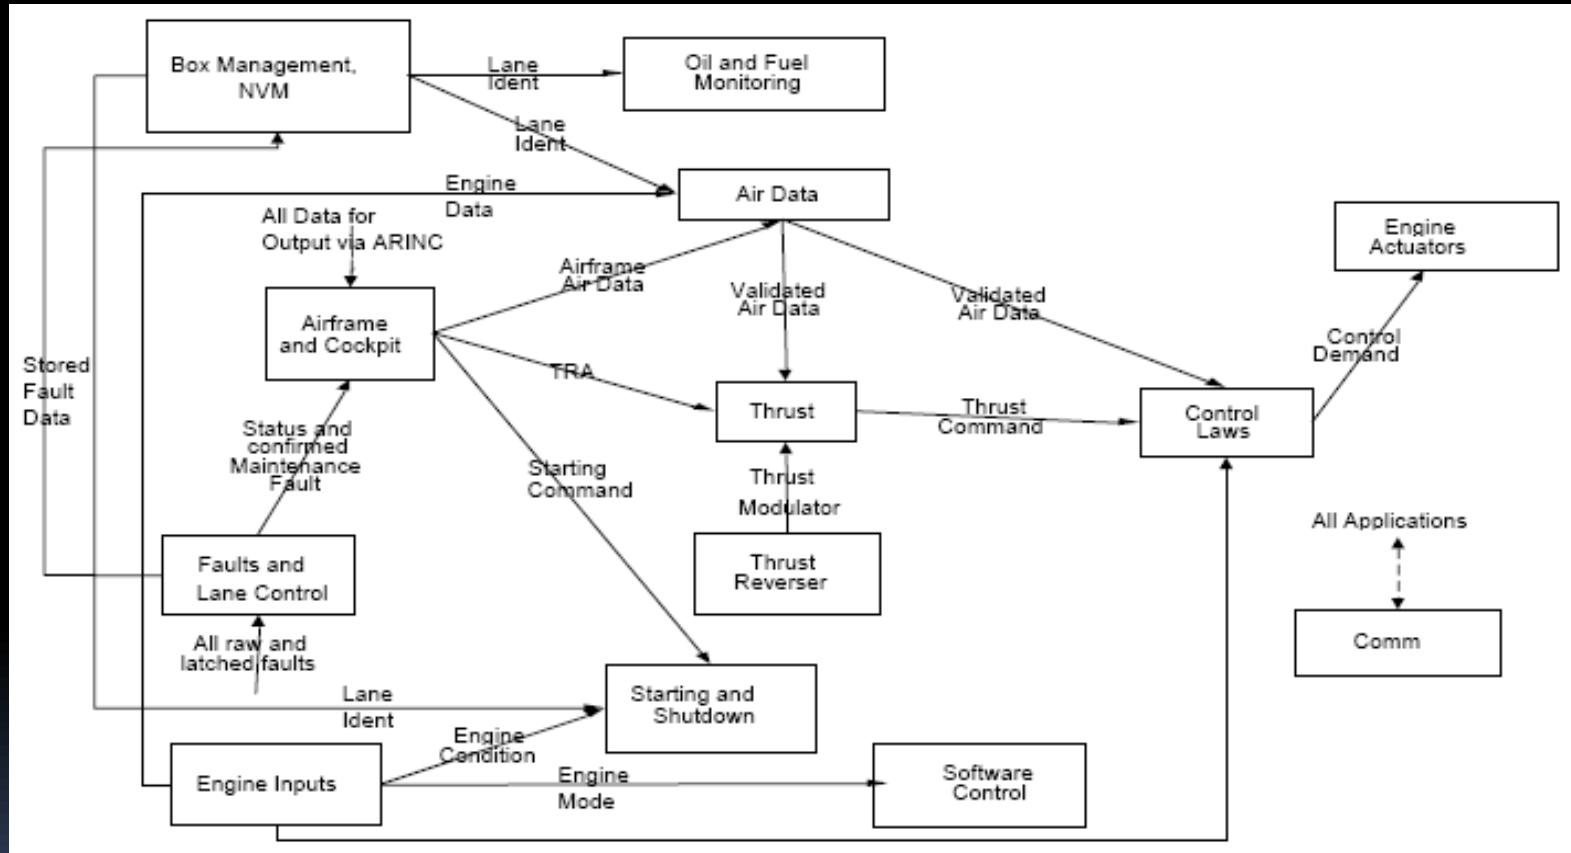 Box Management,
NVM
Lane
Ident
Oil and Fuel
Monitoring
Lane
Ident
Engine
Data
Air Data
All Data for
Output via ARINC
Engine
Actuators
Airframe
Air Data
Validated
Air Data
Validated
Air Data
Airframe
and Cockpit
Control
Demand
Stored
Fault
Data
TRA
Thrust
Thrust
Command
Control
Laws
Status and
confirmed
Maintenance
Fault
Starting
Command
Thrust
Modulator
All Applications
Faults and
Lane Control
Thrust
Reverser
Comm
All raw and
latched faults
Lane
Ident
Starting and
Shutdown
Engine
Condition
Engine Inputs
Engine
Mode
Software
Control